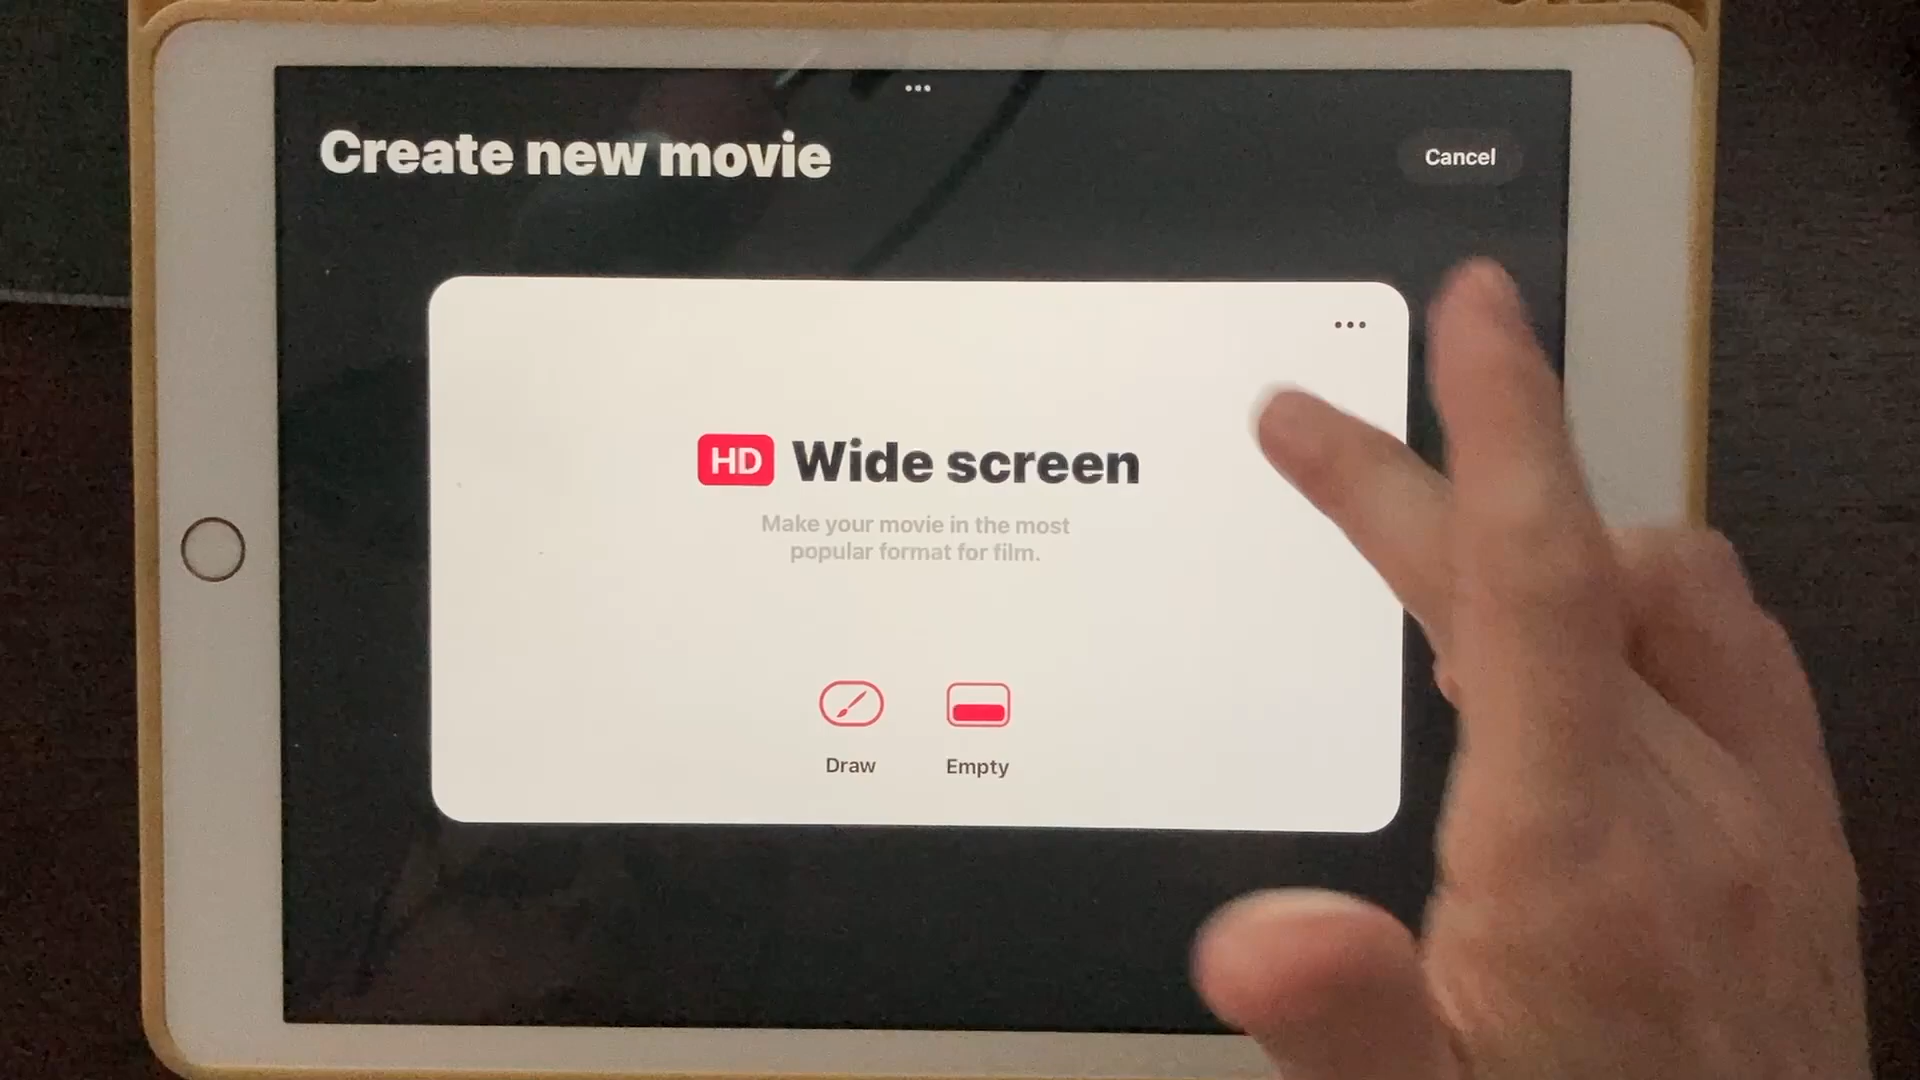 Create new movie
Cancel
HD Wide screen
Make your movie in the most
popular format for film.
Draw
Empty